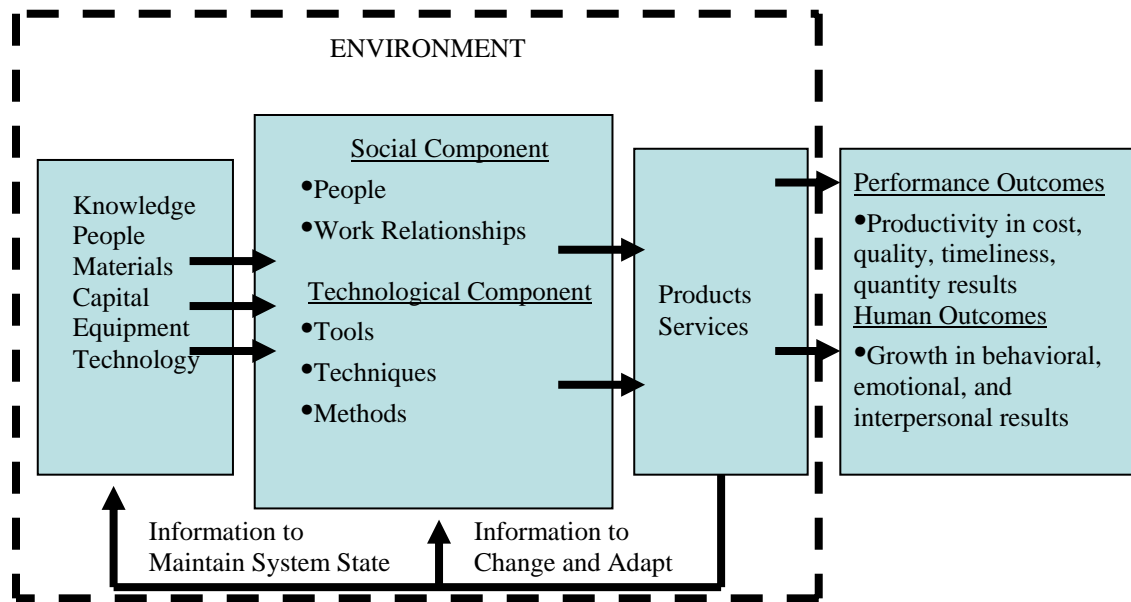 ENVIRONMENT
Knowledge
People
Materials
Capital
Equipment
Technology
Social Component
•People
•Work Relationships
Technological Component
•Tools
•Techniques
•Methods
Products
Services
Performance Outcomes
•Productivity in cost,
quality, timeliness,
quantity results
Human Outcomes
•Growth in behavioral,
emotional, and
interpersonal results
Information to
Maintain System State
Information to
Change and Adapt